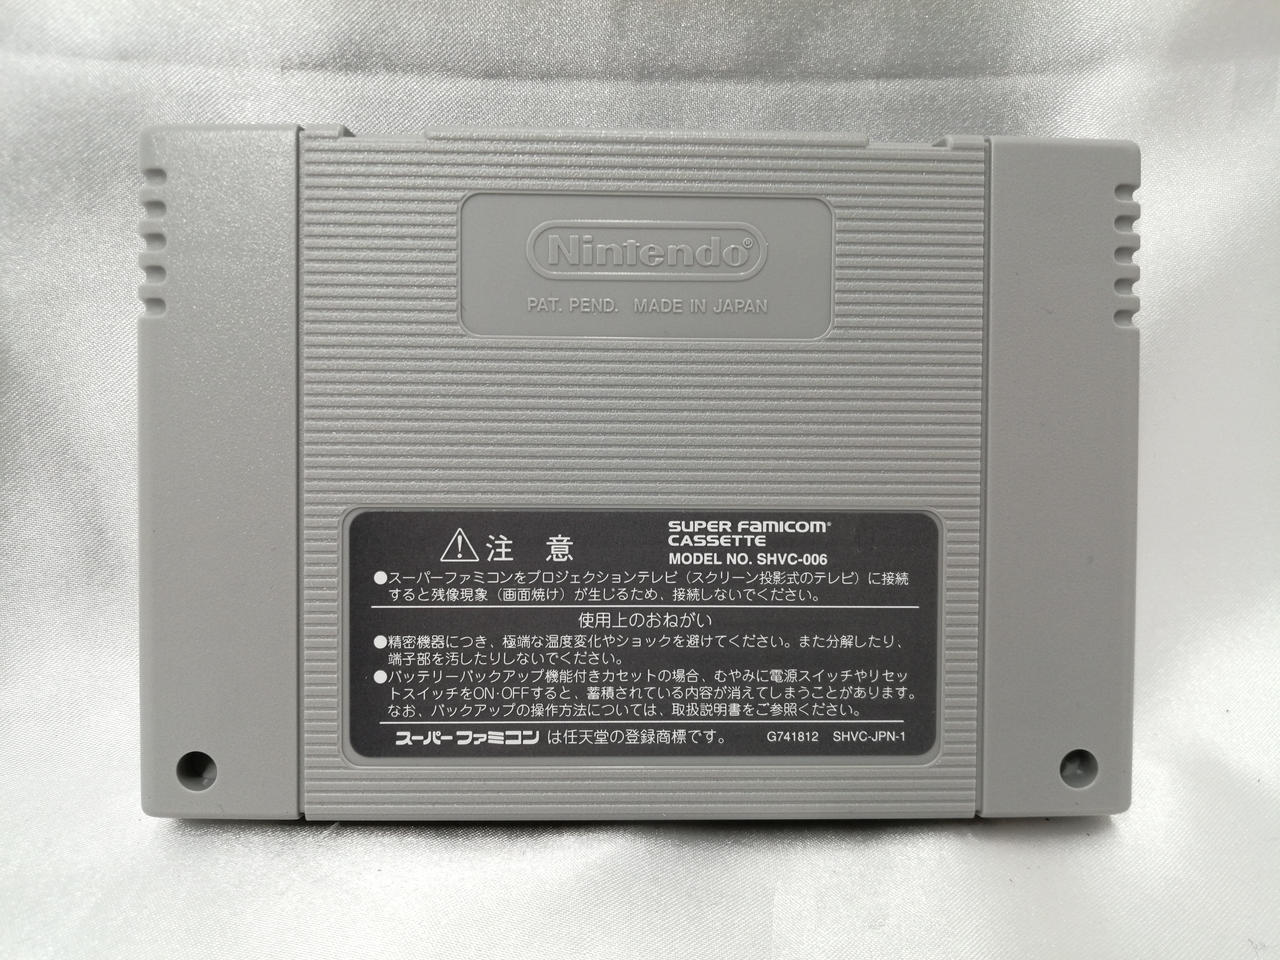 Nintendo®
PAT. PEND. MADE IN JAPAN
⚠注 意
SUPER FAMICOM®
CASSETTE
MODEL NO. SHVC-006
●スーパーファミコンをプロジェクションテレビ（スクリーン投影式のテレビ）に接続
すると残像現象（画面焼け）が生じるため、接続しないでください。
使用上のおねがい
●精密機器につき、極端な温度変化やショックを避けてください。また分解したり、
端子部を汚したりしないでください。
●バッテリーバックアップ機能付きカセットの場合、むやみに電源スイッチやリセッ
トスイッチをON・OFFすると、蓄積されている内容が消えてしまうことがあります。
なお、バックアップの操作方法については、取扱説明書をご参照ください。
スーパーファミコン は任天堂の登録商標です。 G741812 SHVC-JPN-1